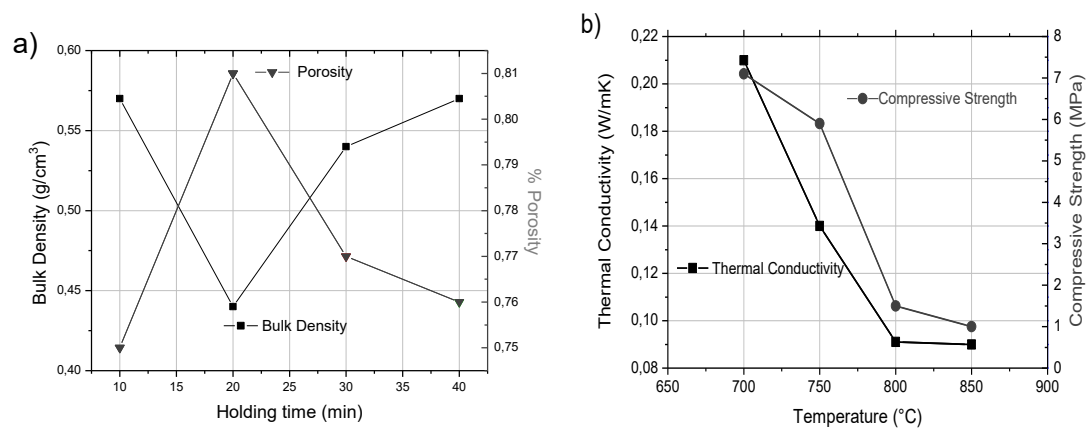 a)
0,60
0,55
0,50
0,45
0,40
Bulk Density (g/cm³)
Porosity
Bulk Density
0,81
0,80
0,79
0,78
0,77
0,76
0,75
% Porosity
10 15 20 25 30 35 40
Holding time (min)
b)
0,22
0,20
0,18
0,16
0,14
0,12
0,10
0,08
Thermal Conductivity (W/mK)
Compressive Strength
Thermal Conductivity
8
7
6
5
4
3
2
1
0
Compressive Strength (MPa)
650 700 750 800 850 900
Temperature (°C)